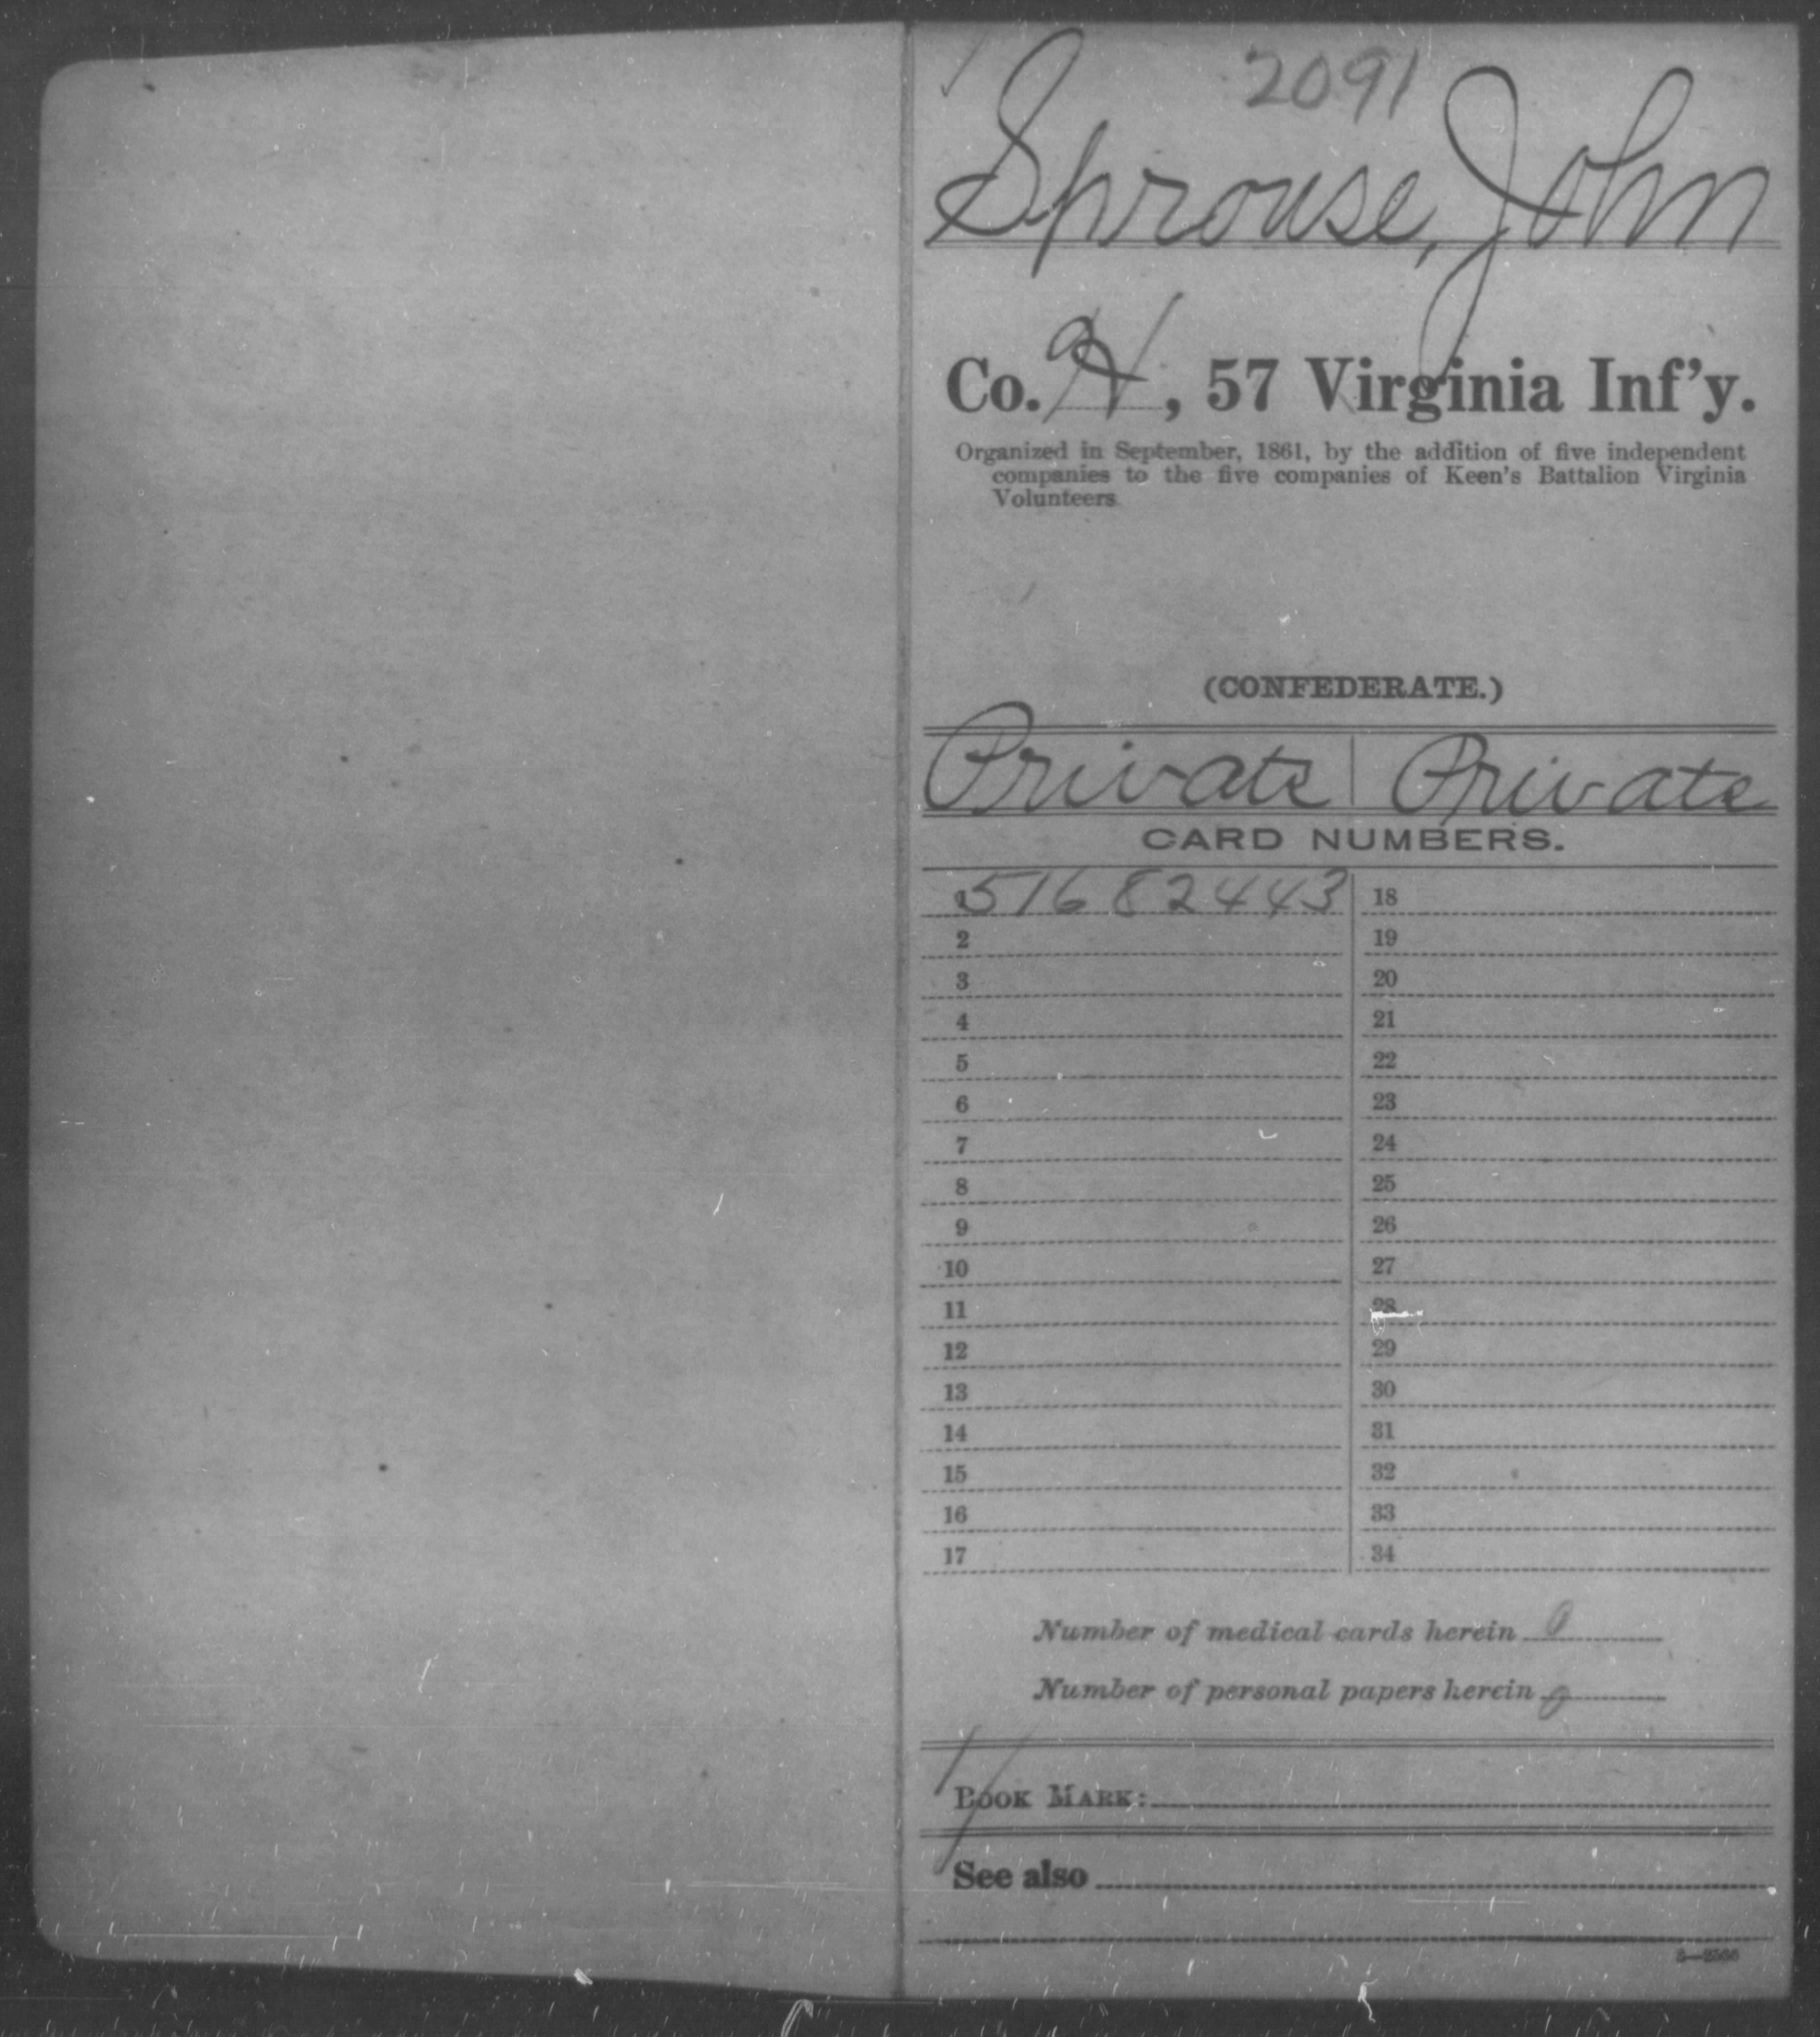 2091
Sprouse, John
Co. H, 57 Virginia Inf'y.
Organized in September, 1861, by the addition of five independent
companies to the five companies of Keen's Battalion Virginia
Volunteers
(CONFEDERATE.)
Private Private
CARD NUMBERS.
1 51682443 18
2 19
3 20
4 21
5 22
6 23
7 24
8 25
9 26
10 27
11 28
12 29
13 30
14 31
15 32
16 33
17 34
Number of medical cards herein 0
Number of personal papers herein 0
BOOK MARK:
See also